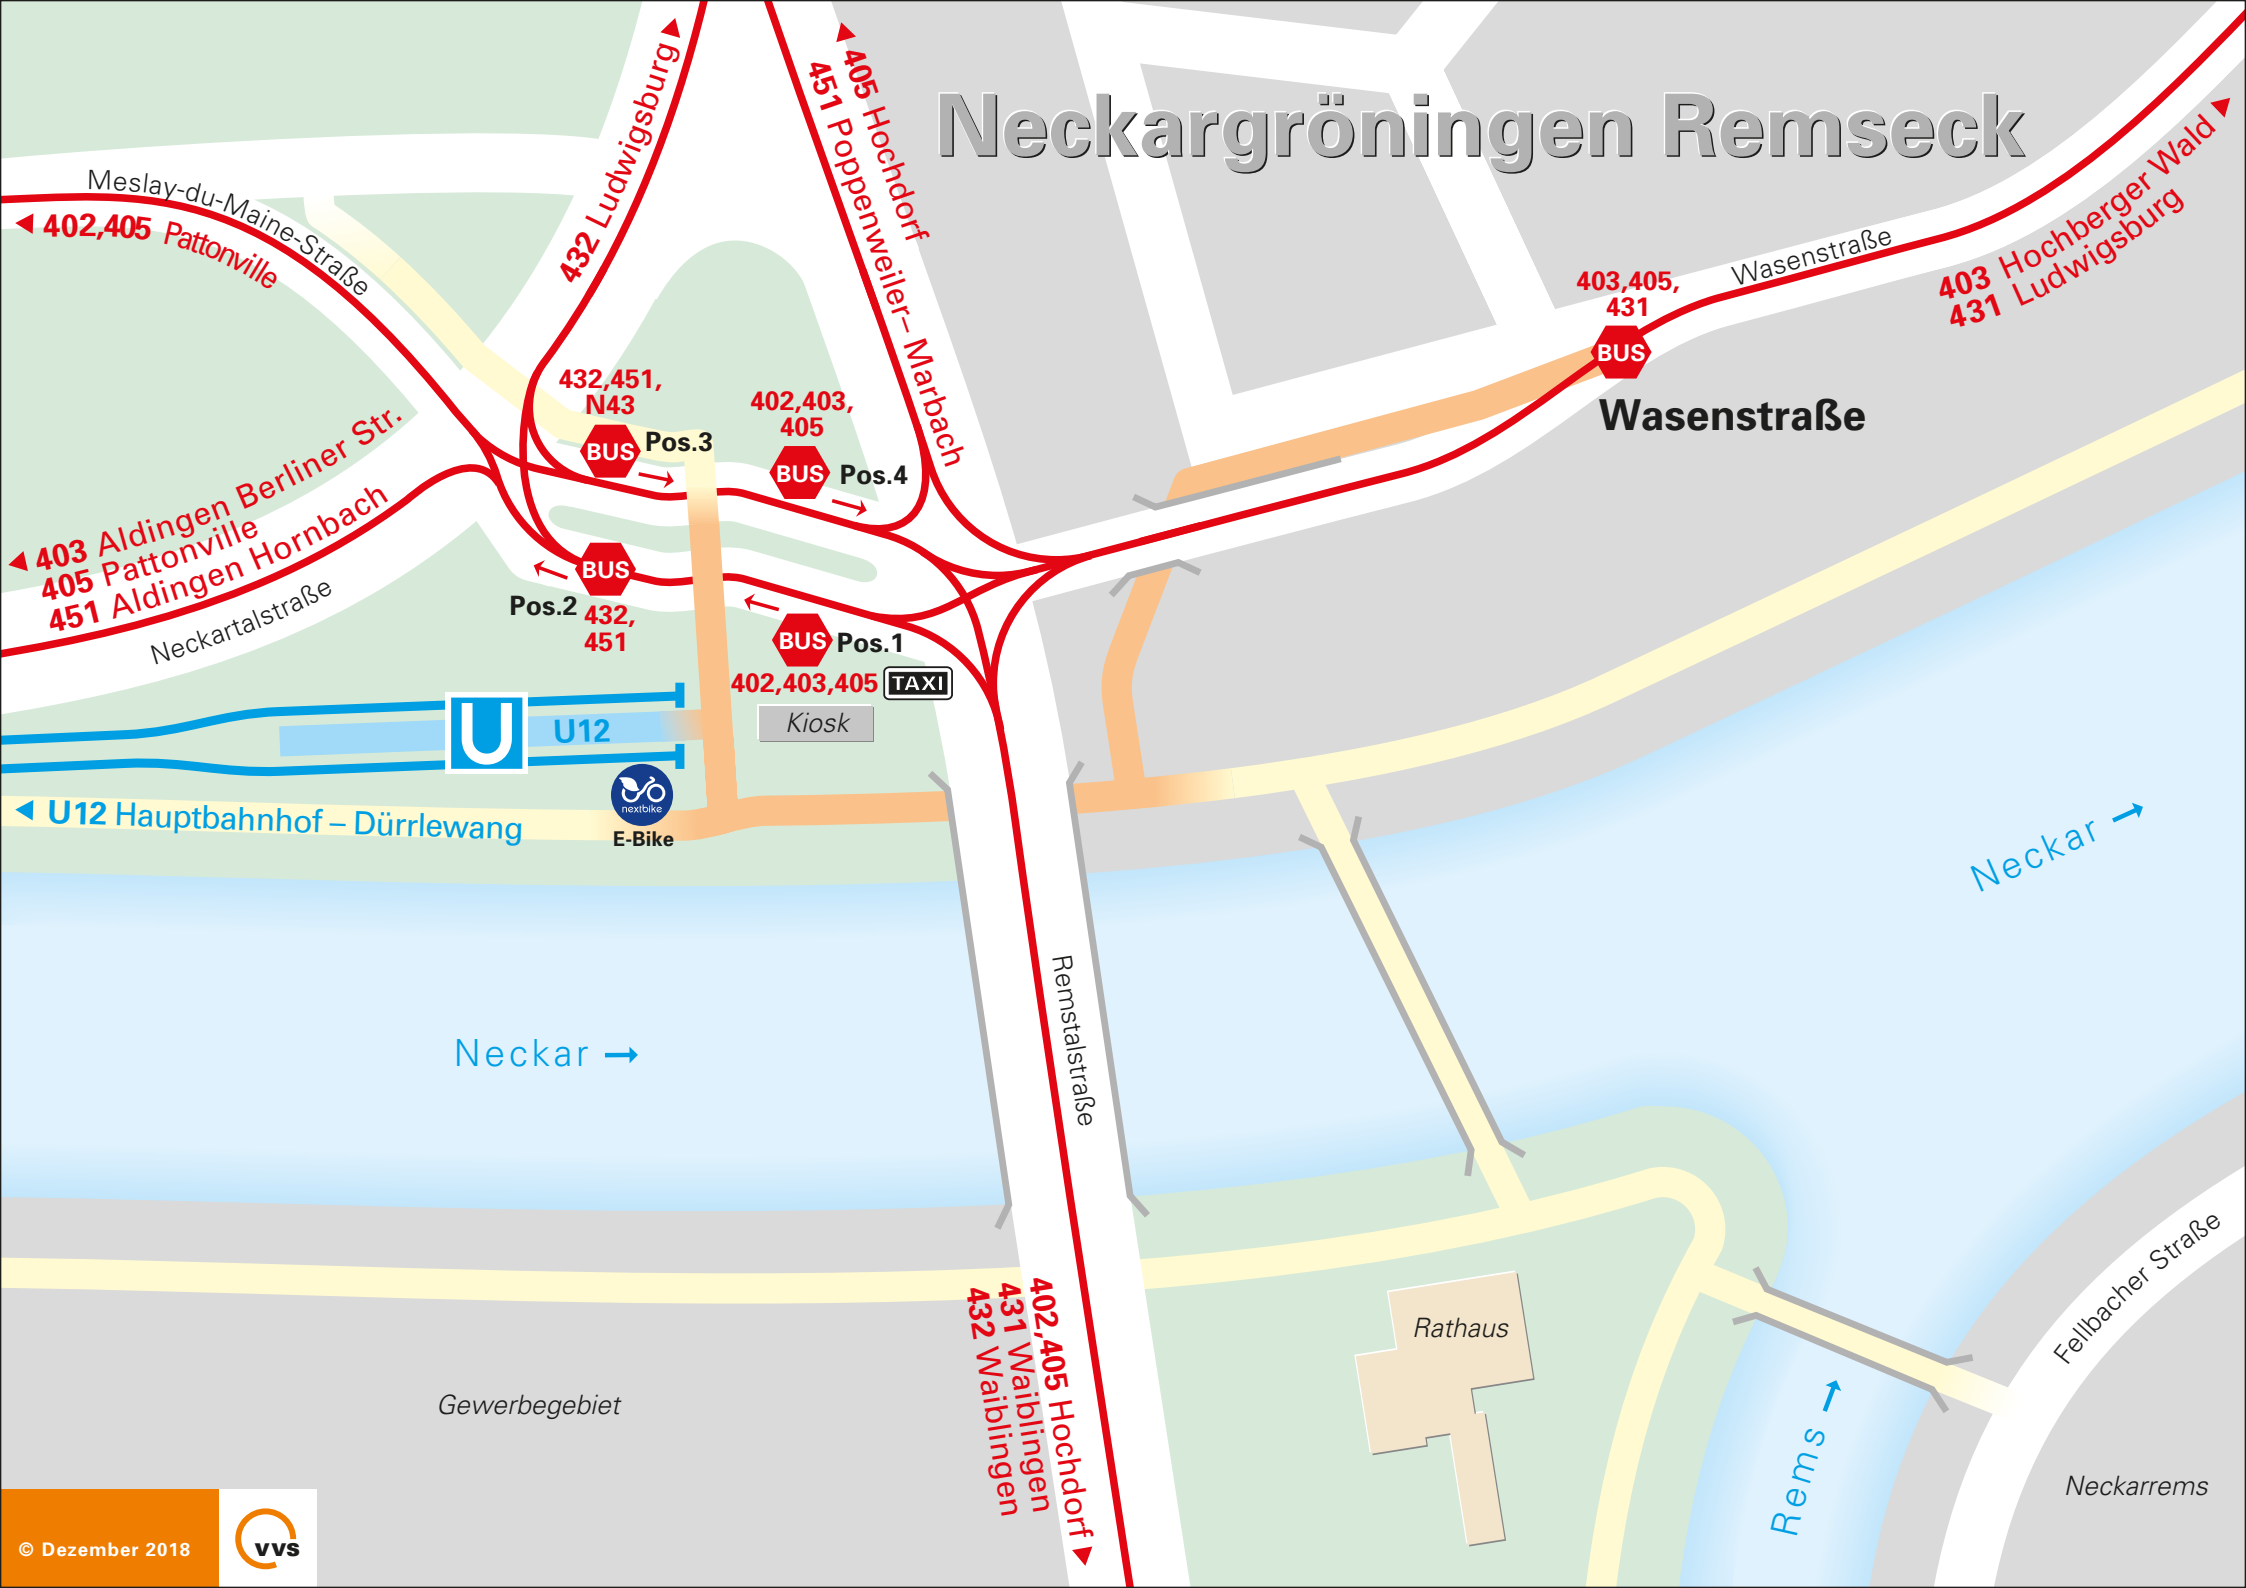 Neckargröningen Remseck
432 Ludwigsburg
405 Hochdorf
451 Poppenweiler– Marbach
Meslay-du-Maine-Straße
402,405 Pattonville
Wasenstraße
403 Hochberger Wald
431 Ludwigsburg
403,405,
431
BUS
Wasenstraße
432,451,
N43
BUS
Pos.3
402,403,
405
BUS
Pos.4
403 Aldingen Berliner Str.
405 Pattonville
451 Aldingen Hornbach
Neckartalstraße
BUS
Pos.2
432,
451
BUS
Pos.1
402,403,405
TAXI
Kiosk
U
U12
nextbike
E-Bike
U12 Hauptbahnhof – Dürrlewang
Neckar
Neckar
Remstalstraße
402,405 Hochdorf
431 Waiblingen
432 Waiblingen
Rathaus
Fellbacher Straße
Gewerbegebiet
Rems
Neckarrems
© Dezember 2018
vvs